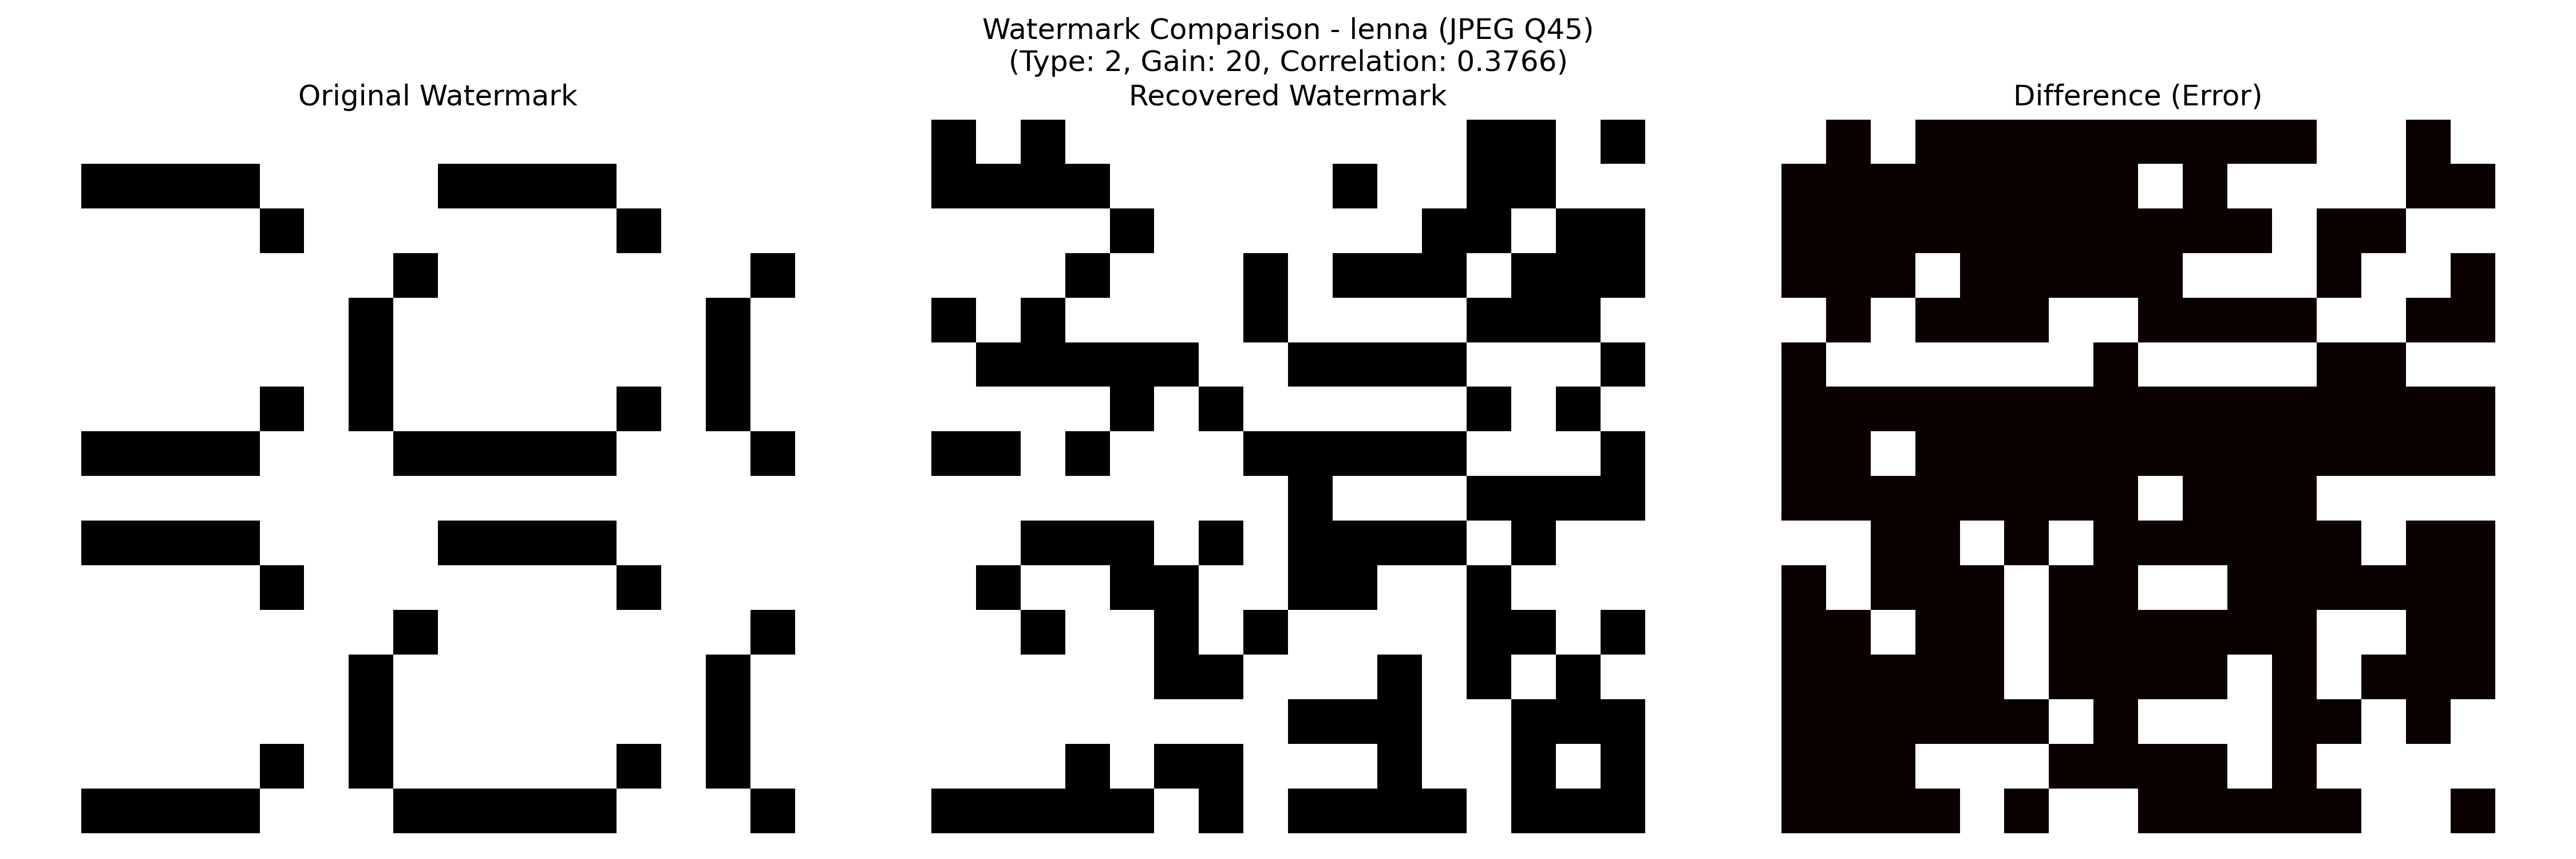 Watermark Comparison - lenna (JPEG Q45)
(Type: 2, Gain: 20, Correlation: 0.3766)
Original Watermark
Recovered Watermark
Difference (Error)